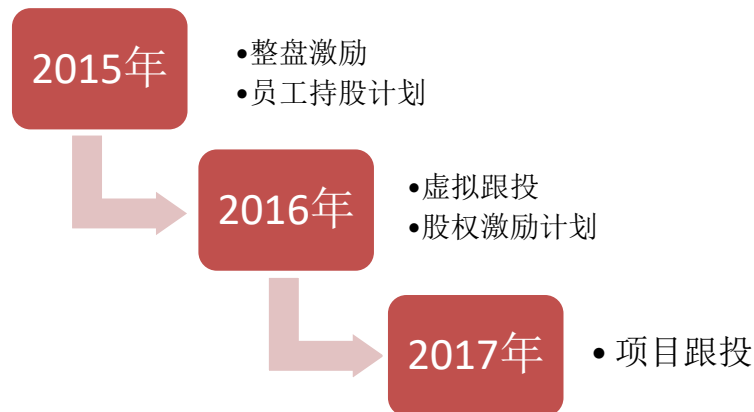 2015年
•整盘激励
•员工持股计划
2016年
•虚拟跟投
•股权激励计划
2017年
• 项目跟投